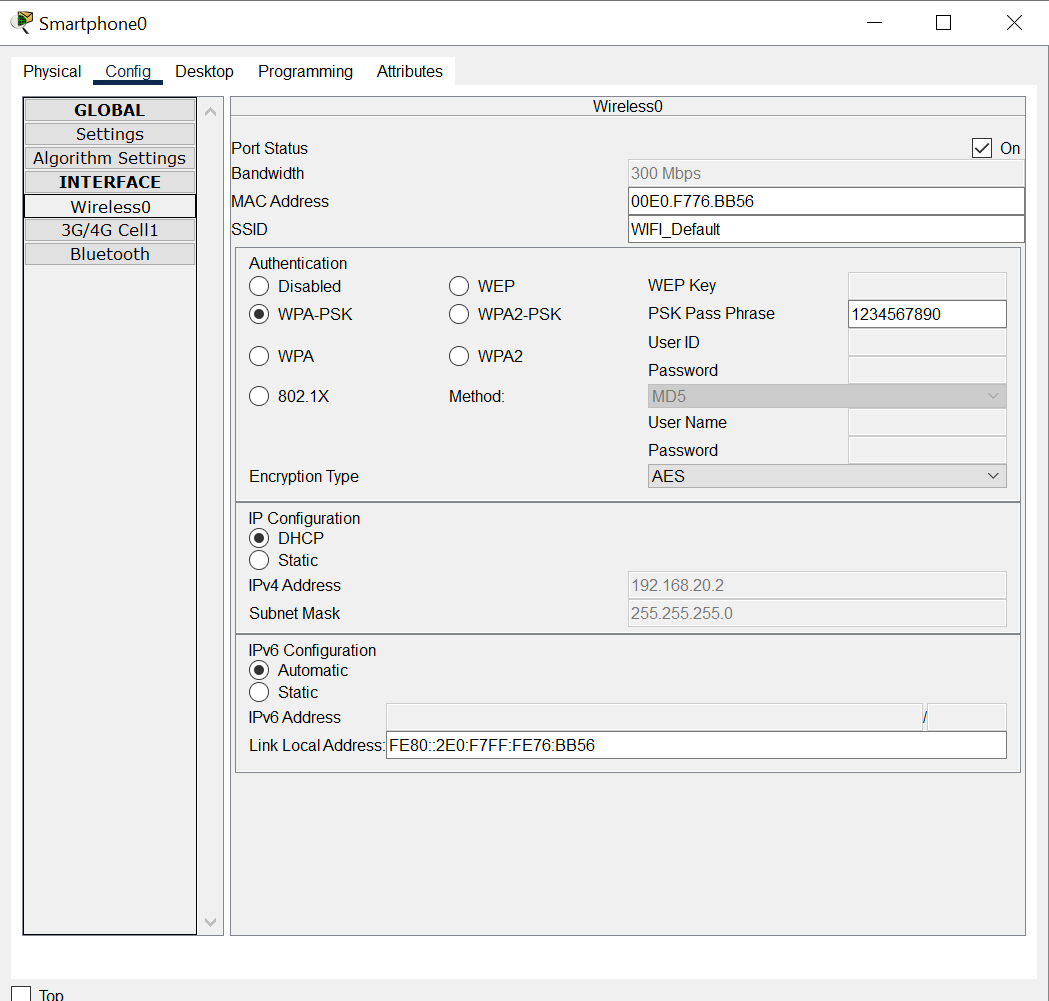 Smartphone0
Physical Config Desktop Programming Attributes
GLOBAL
Settings
Algorithm Settings
INTERFACE
Wireless0
3G/4G Cell1
Bluetooth
Wireless0
Port Status On
Bandwidth 300 Mbps
MAC Address 00E0.F776.BB56
SSID WIFI_Default
Authentication
Disabled WEP WEP Key
WPA-PSK WPA2-PSK PSK Pass Phrase 1234567890
User ID
WPA WPA2
Password
802.1X Method: MD5
User Name
Password
Encryption Type AES
IP Configuration
DHCP
Static
IPv4 Address 192.168.20.2
Subnet Mask 255.255.255.0
IPv6 Configuration
Automatic
Static
IPv6 Address /
Link Local Address: FE80::2E0:F7FF:FE76:BB56
Top